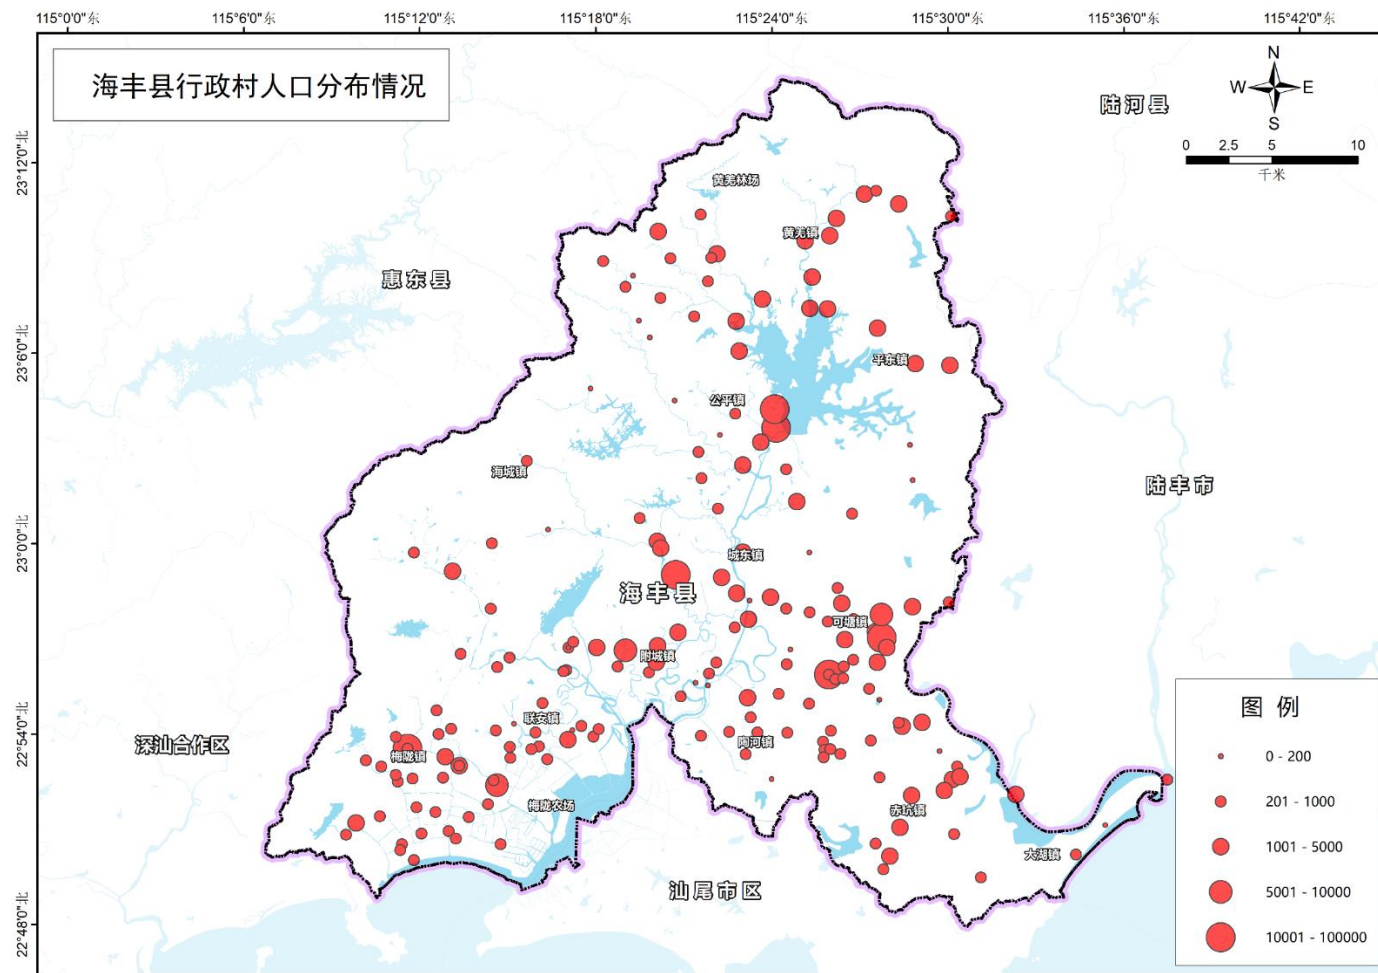 115°0'0"东 115°6'0"东 115°12'0"东 115°18'0"东 115°24'0"东 115°30'0"东 115°36'0"东 115°42'0"东
海丰县行政村人口分布情况
N
W E
S
0 2.5 5 10
千米
陆河县
23°12'0"北
黄羌林场
黄羌镇
惠东县
23°6'0"北
平东镇
公平镇
海城镇
陆丰市
23°0'0"北
城东镇
海丰县
可塘镇
附城镇
联安镇
22°54'0"北
深汕合作区
梅陇镇
陶河镇
梅陇农场
赤坑镇
大湖镇
汕尾市区
22°48'0"北
图 例
0 - 200
201 - 1000
1001 - 5000
5001 - 10000
10001 - 100000